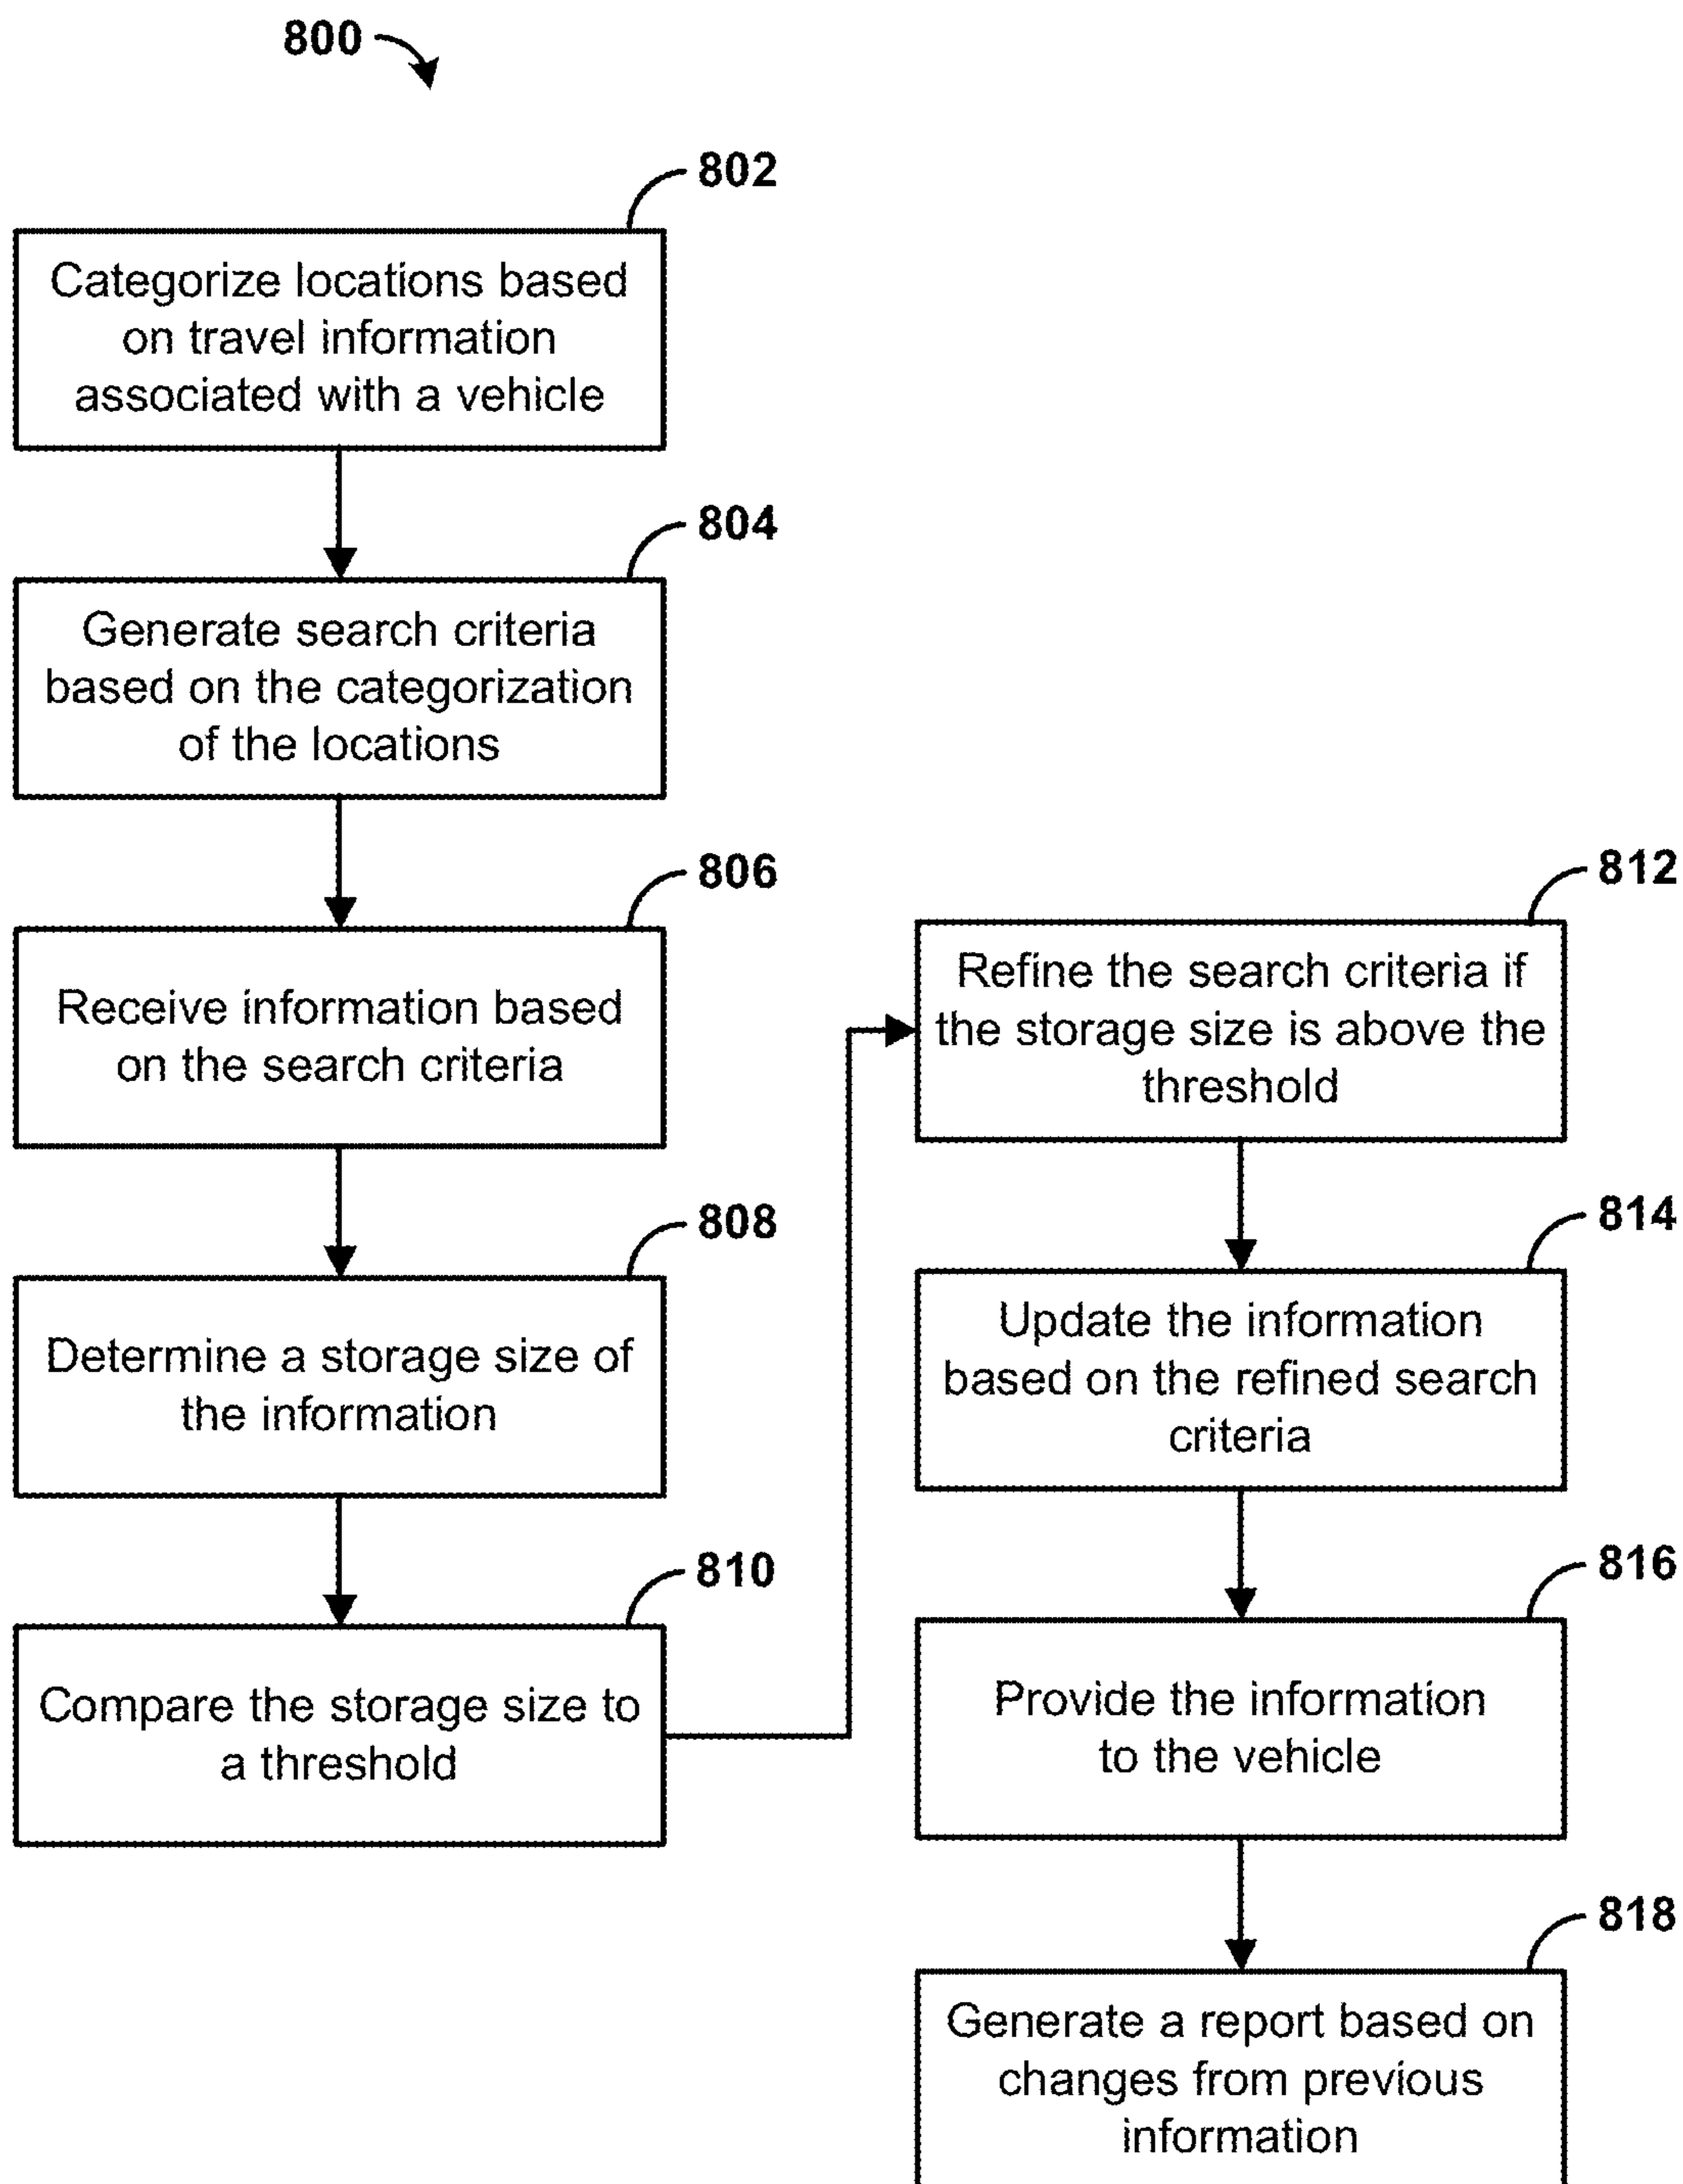 800
802
Categorize locations based
on travel information
associated with a vehicle
804
Generate search criteria
based on the categorization
of the locations
806
Receive information based
on the search criteria
808
Determine a storage size of
the information
810
Compare the storage size to
a threshold
812
Refine the search criteria if
the storage size is above the
threshold
814
Update the information
based on the refined search
criteria
816
Provide the information
to the vehicle
818
Generate a report based on
changes from previous
information